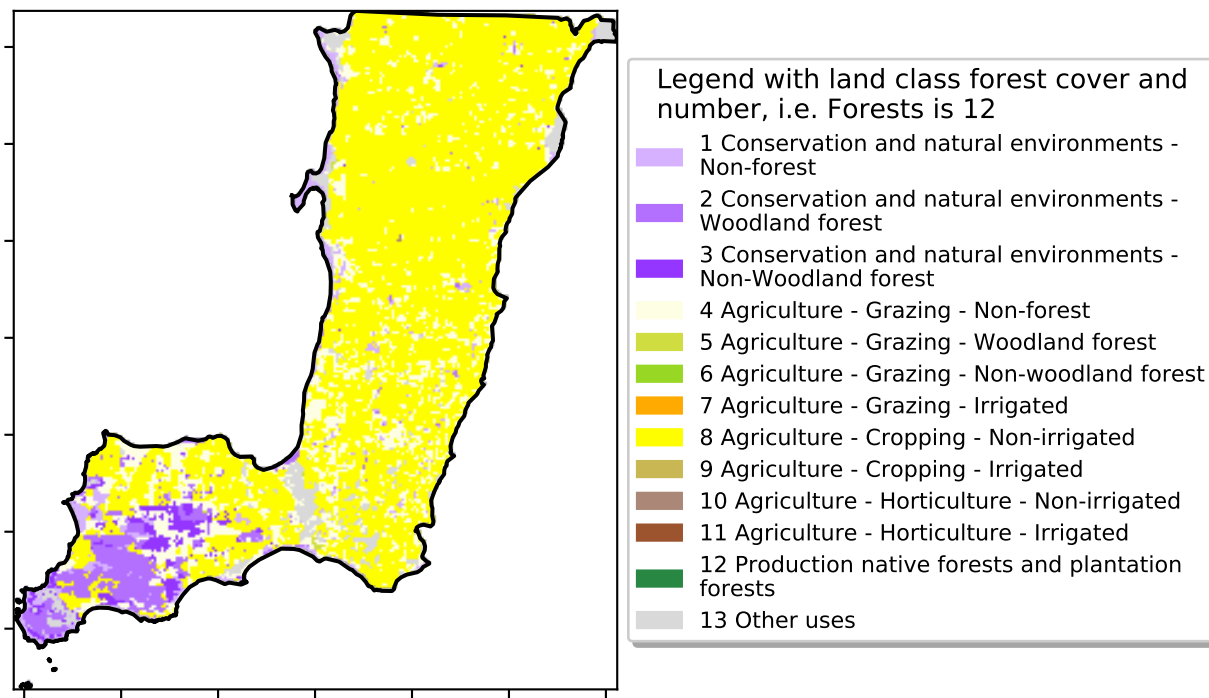 Legend with land class forest cover and
number, i.e. Forests is 12
1 Conservation and natural environments -
Non-forest
2 Conservation and natural environments -
Woodland forest
3 Conservation and natural environments -
Non-Woodland forest
4 Agriculture - Grazing - Non-forest
5 Agriculture - Grazing - Woodland forest
6 Agriculture - Grazing - Non-woodland forest
7 Agriculture - Grazing - Irrigated
8 Agriculture - Cropping - Non-irrigated
9 Agriculture - Cropping - Irrigated
10 Agriculture - Horticulture - Non-irrigated
11 Agriculture - Horticulture - Irrigated
12 Production native forests and plantation
forests
13 Other uses